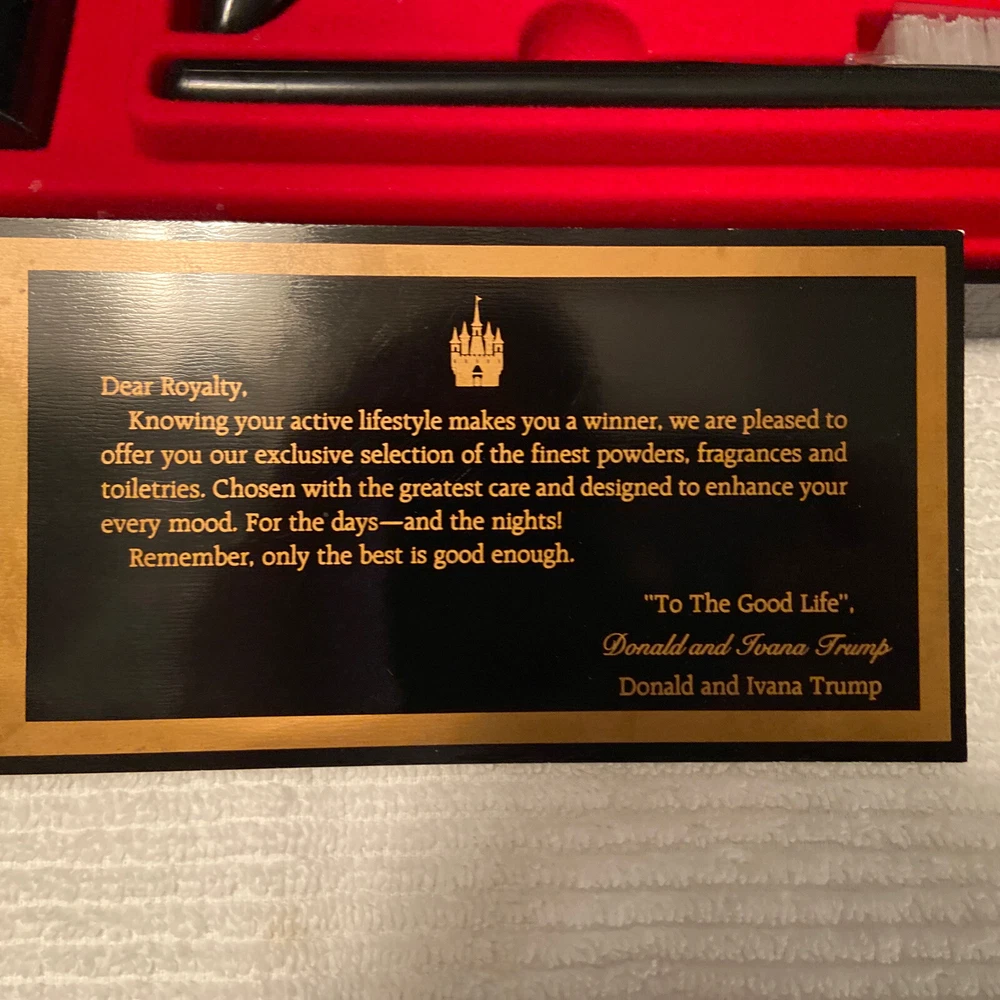 Dear Royalty,
Knowing your active lifestyle makes you a winner, we are pleased to
offer you our exclusive selection of the finest powders, fragrances and
toiletries. Chosen with the greatest care and designed to enhance your
every mood. For the days—and the nights!
Remember, only the best is good enough.
"To The Good Life",
Donald and Ivana Trump
Donald and Ivana Trump